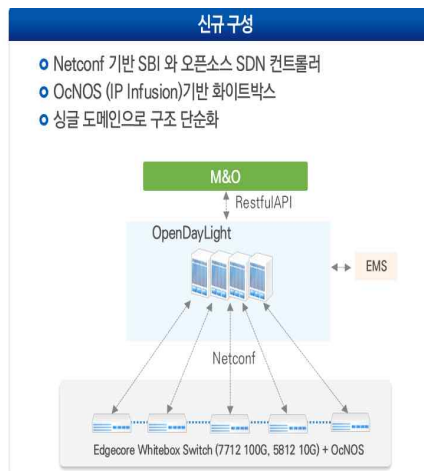 신규 구성
Netconf 기반 SBI 와 오픈소스 SDN 컨트롤러
OcNOS (IP Infusion)기반 화이트박스
싱글 도메인으로 구조 단순화
M&O
RestfulAPI
OpenDayLight
EMS
Netconf
Edgecore Whitebox Switch (7712 100G, 5812 10G) + OcNOS